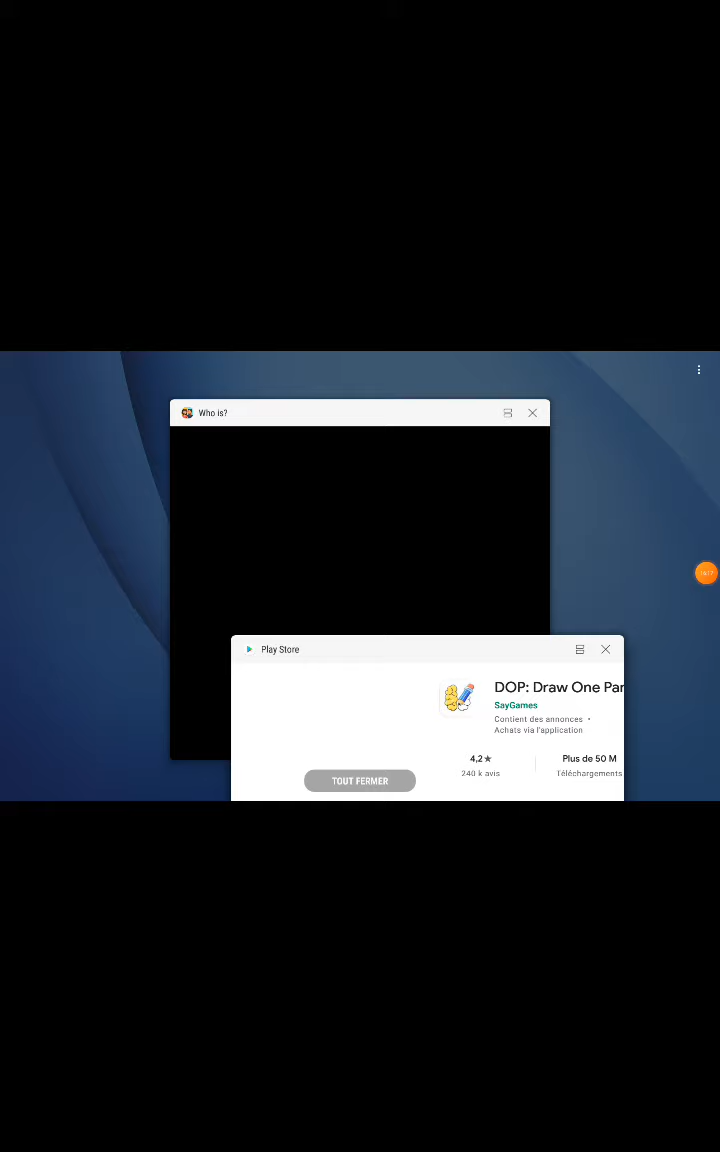 Who is?
Play Store
DOP: Draw One Par
SayGames
Contient des annonces •
Achats via l'application
4,2★
Plus de 50 M
240 k avis
Téléchargements
TOUT FERMER